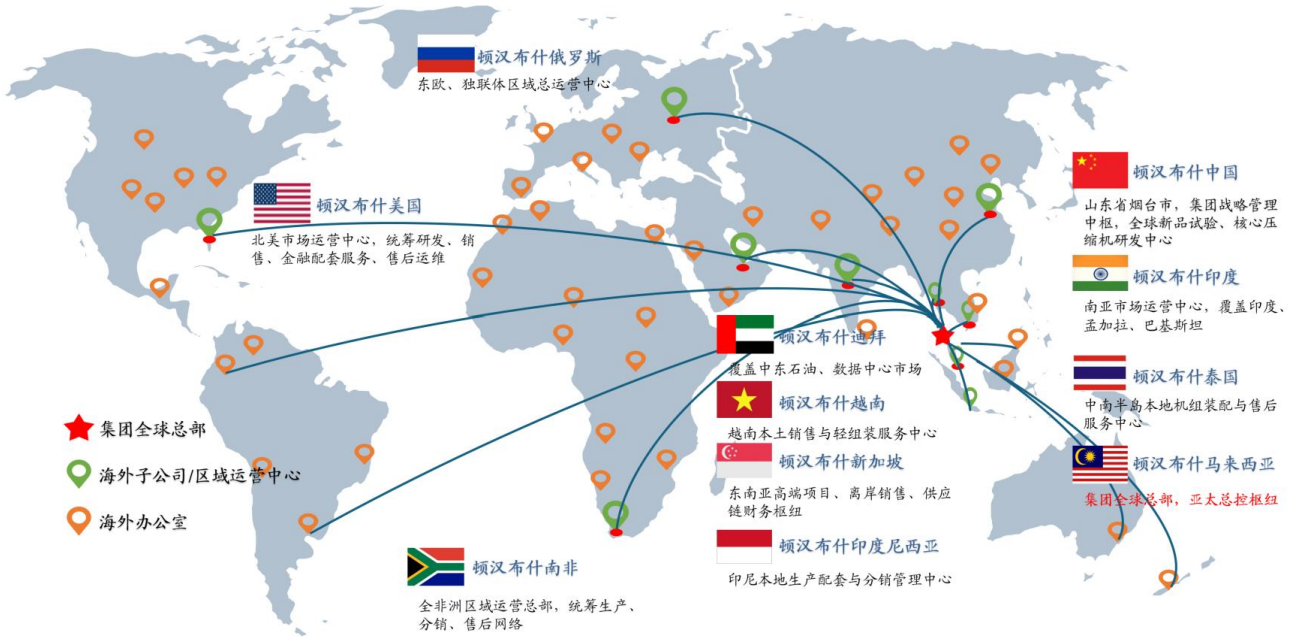 顿汉布什俄罗斯
东欧、独联体区域总运营中心
顿汉布什美国
北美市场运营中心，统筹研发、销
售、金融配套服务、售后运维
顿汉布什中国
山东省烟台市，集团战略管理
中枢，全球新品试验、核心压
缩机研发中心
顿汉布什印度
南亚市场运营中心，覆盖印度、
孟加拉、巴基斯坦
顿汉布什迪拜
覆盖中东石油、数据中心市场
顿汉布什泰国
中南半岛本地机组装配与售后
服务中心
顿汉布什越南
越南本土销售与轻组装服务中心
顿汉布什新加坡
东南亚高端项目、离岸销售、供应
链财务枢纽
顿汉布什马来西亚
集团全球总部，亚太总控枢纽
顿汉布什印度尼西亚
印尼本地生产配套与分销管理中心
顿汉布什南非
全非洲区域运营总部，统筹生产、
分销、售后网络
集团全球总部
海外子公司/区域运营中心
海外办公室